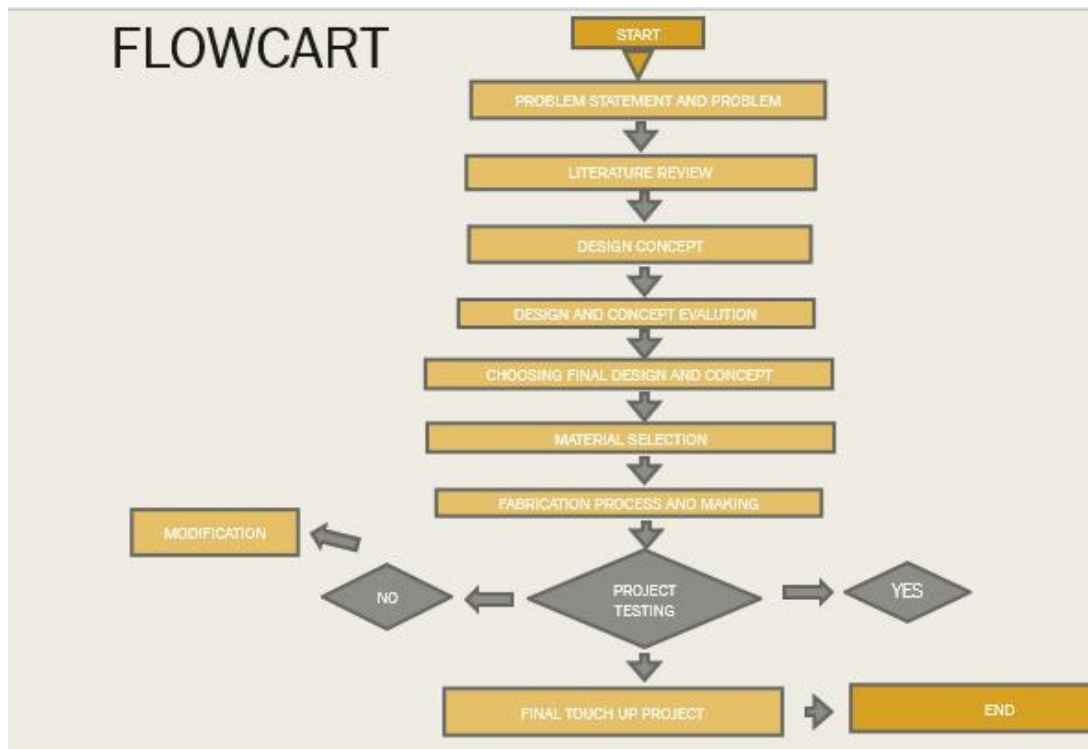 FLOWCART
START
PROBLEM STATEMENT AND PROBLEM
LITERATURE REVIEW
DESIGN CONCEPT
DESIGN AND CONCEPT EVALUTION
CHOOSING FINAL DESIGN AND CONCEPT
MATERIAL SELECTION
FABRICATION PROCESS AND MAKING
MODIFICATION
NO
PROJECT
TESTING
YES
FINAL TOUCH UP PROJECT
END